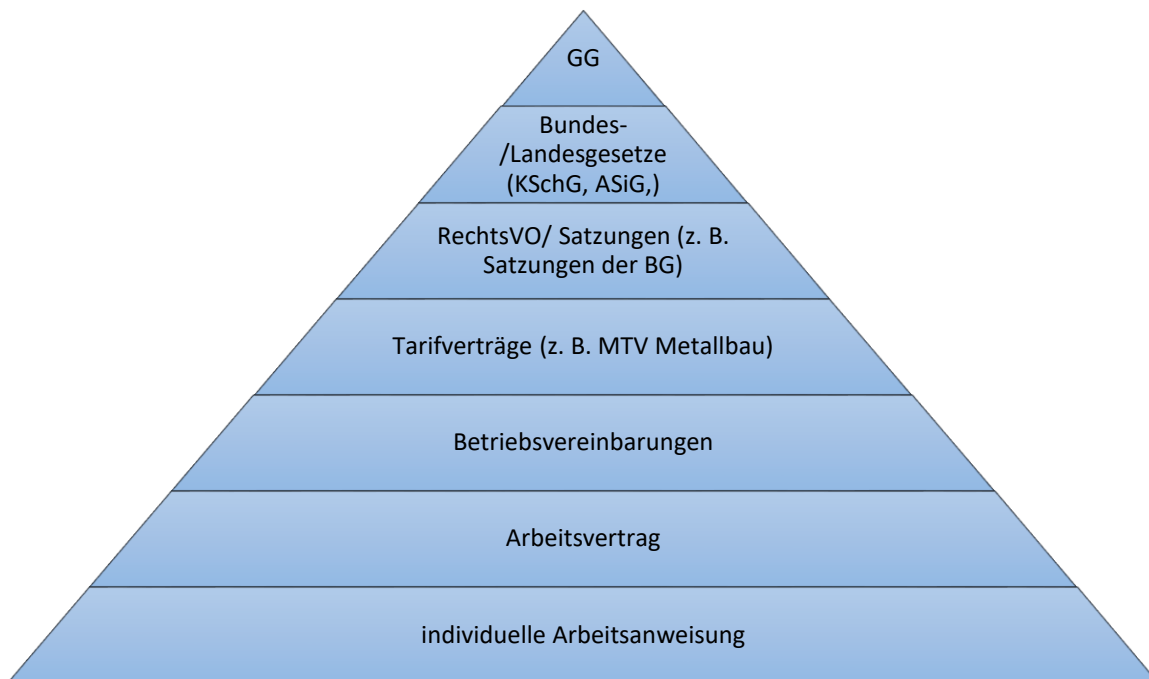 GG
Bundes-
/Landesgesetze
(KSchG, ASiG,)
RechtsVO/ Satzungen (z. B.
Satzungen der BG)
Tarifverträge (z. B. MTV Metallbau)
Betriebsvereinbarungen
Arbeitsvertrag
individuelle Arbeitsanweisung